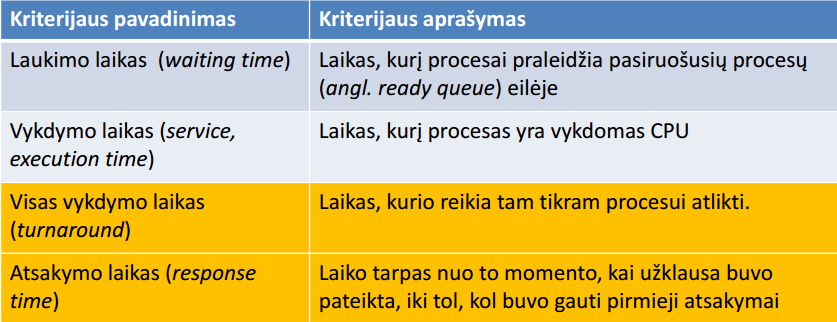 Kriterijaus pavadinimas
Kriterijaus aprašymas
Laukimo laikas (waiting time)
Laikas, kurį procesai praleidžia pasiruošusių procesų
(angl. ready queue) eilėje
Vykdymo laikas (service,
execution time)
Laikas, kurį procesas yra vykdomas CPU
Visas vykdymo laikas
(turnaround)
Laikas, kurio reikia tam tikram procesui atlikti.
Atsakymo laikas (response
time)
Laiko tarpas nuo to momento, kai užklausa buvo
pateikta, iki tol, kol buvo gauti pirmieji atsakymai